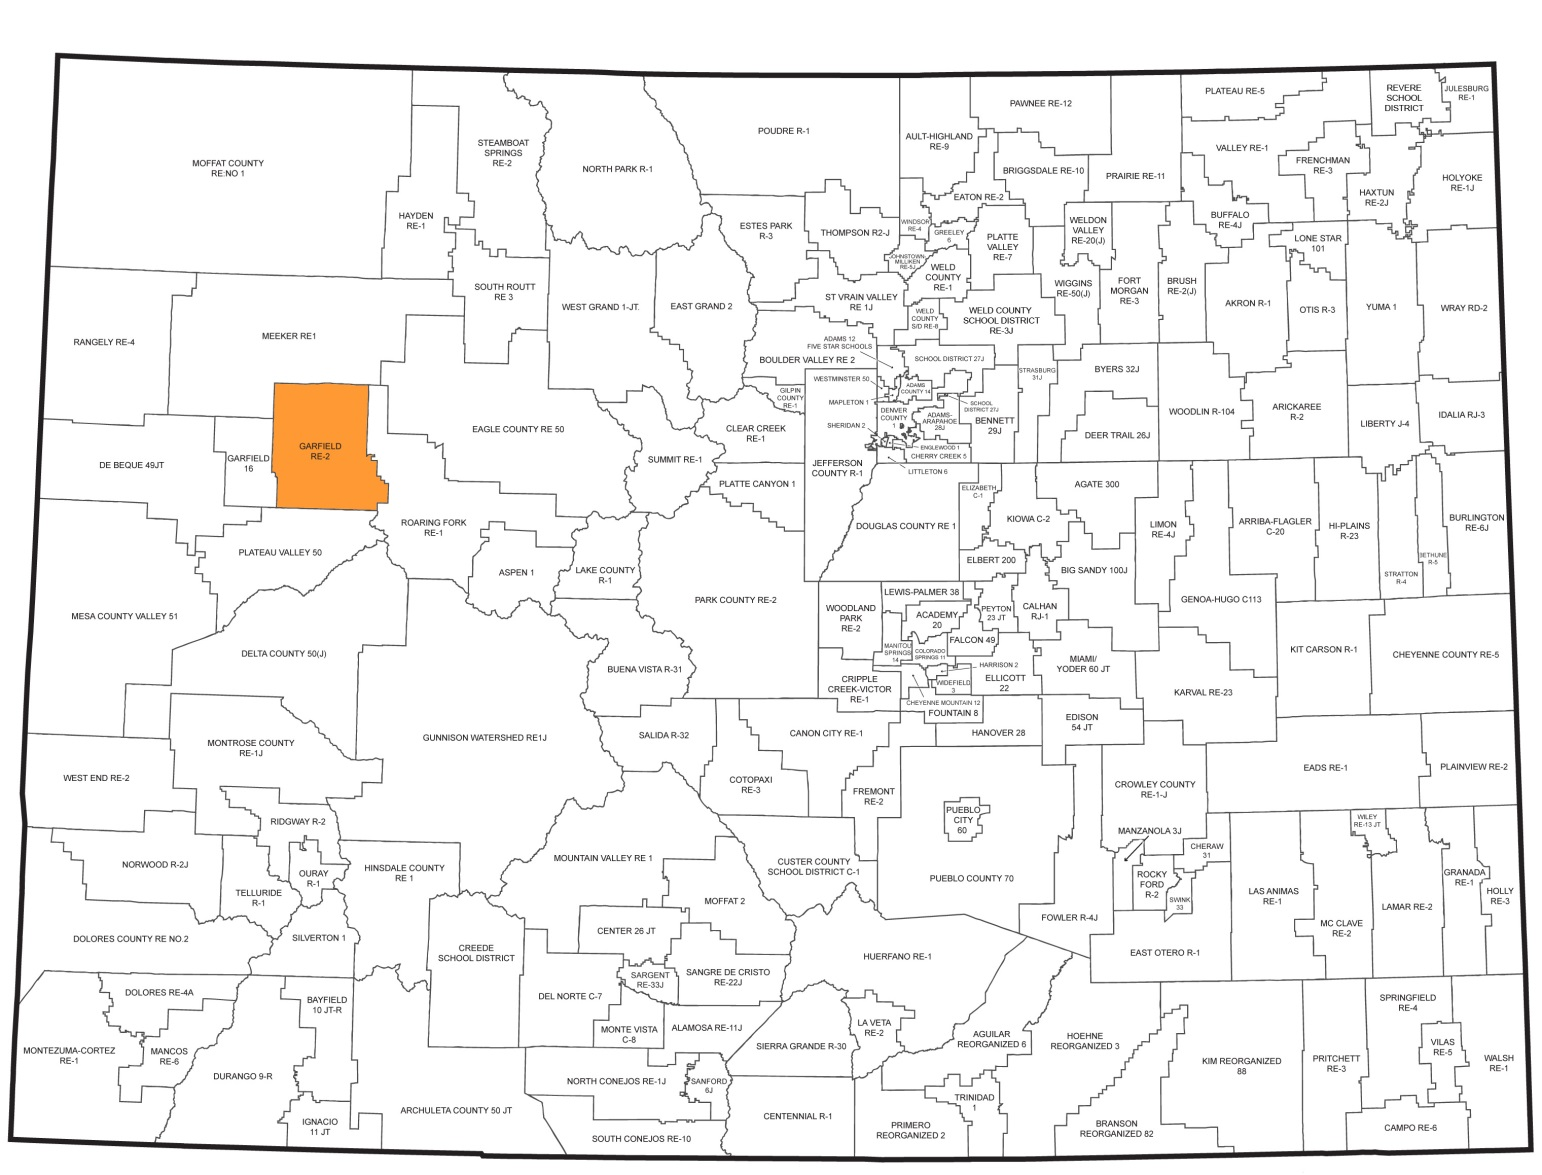 MOFFAT COUNTY
RE:NO 1
HAYDEN
RE-1
STEAMBOAT
SPRINGS
RE-2
NORTH PARK R-1
POUDRE R-1
AULT-HIGHLAND
RE-9
PAWNEE RE-12
BRIGGSDALE RE-10
PRAIRIE RE-11
PLATEAU RE-5
REVERE
SCHOOL
DISTRICT
JULESBURG
RE-1
VALLEY RE-1
FRENCHMAN
RE-3
HAXTUN
RE-2J
HOLYOKE
RE-1J
BUFFALO
RE-4J
LONE STAR
101
EATON RE-2
ESTES PARK
R-3
THOMPSON R2-J
WINDSOR
RE-4
GREELEY
6
PLATTE
VALLEY
RE-7
WELDON
VALLEY
RE-20(J)
JOHNSTOWN-
MILLIKEN
RE-5J
WELD
COUNTY
RE-1
WIGGINS
RE-50(J)
FORT
MORGAN
RE-3
BRUSH
RE-2(J)
AKRON R-1
OTIS R-3
YUMA 1
WRAY RD-2
RANGELY RE-4
MEEKER RE1
SOUTH ROUTT
RE 3
WEST GRAND 1-JT.
EAST GRAND 2
ST VRAIN VALLEY
RE 1J
WELD
COUNTY
S/D RE-8
WELD COUNTY
SCHOOL DISTRICT
RE-3J
BOULDER VALLEY RE 2
ADAMS 12
FIVE STAR SCHOOLS
SCHOOL DISTRICT 27J
STRASBURG
31J
BYERS 32J
WESTMINSTER 50
ADAMS
COUNTY 14
GILPIN
COUNTY
RE-1
MAPLETON 1
SCHOOL
DISTRICT 27J
DENVER
COUNTY
1
ADAMS-
ARAPAHOE
28J
BENNETT
29J
SHERIDAN 2
ENGLEWOOD 1
CHERRY CREEK 5
LITTLETON 6
DEER TRAIL 26J
WOODLIN R-104
ARICKAREE
R-2
LIBERTY J-4
IDALIA RJ-3
DE BEQUE 49JT
GARFIELD
16
GARFIELD
RE-2
EAGLE COUNTY RE 50
SUMMIT RE-1
CLEAR CREEK
RE-1
JEFFERSON
COUNTY R-1
PLATTE CANYON 1
DOUGLAS COUNTY RE 1
ELIZABETH
C-1
KIOWA C-2
AGATE 300
LIMON
RE-4J
ARRIBA-FLAGLER
C-20
HI-PLAINS
R-23
STRATTON
R-4
BETHUNE
R-5
BURLINGTON
RE-6J
PLATEAU VALLEY 50
ROARING FORK
RE-1
ASPEN 1
LAKE COUNTY
R-1
PARK COUNTY RE-2
ELBERT 200
BIG SANDY 100J
GENOA-HUGO C113
MESA COUNTY VALLEY 51
DELTA COUNTY 50(J)
BUENA VISTA R-31
WOODLAND
PARK
RE-2
LEWIS-PALMER 38
ACADEMY
20
PEYTON
23 JT
CALHAN
RJ-1
FALCON 49
MANITOU
SPRINGS
14
COLORADO
SPRINGS 11
HARRISON 2
WIDEFIELD
3
ELLICOTT
22
MIAMI/
YODER 60 JT
KARVAL RE-23
KIT CARSON R-1
CHEYENNE COUNTY RE-5
CRIPPLE
CREEK-VICTOR
RE-1
CHEYENNE MOUNTAIN 12
FOUNTAIN 8
HANOVER 28
EDISON
54 JT
MONTROSE COUNTY
RE-1J
GUNNISON WATERSHED RE1J
SALIDA R-32
CANON CITY RE-1
WEST END RE-2
COTOPAXI
RE-3
FREMONT
RE-2
PUEBLO
CITY
60
CROWLEY COUNTY
RE-1-J
EADS RE-1
PLAINVIEW RE-2
RIDGWAY R-2
MANZANOLA 3J
CHERAW
31
WILEY
RE-13 JT
NORWOOD R-2J
TELLURIDE
R-1
OURAY
R-1
HINSDALE COUNTY
RE 1
MOUNTAIN VALLEY RE 1
CUSTER COUNTY
SCHOOL DISTRICT C-1
PUEBLO COUNTY 70
ROCKY
FORD
R-2
SWINK
33
LAS ANIMAS
RE-1
MC CLAVE
RE-2
LAMAR RE-2
GRANADA
RE-1
HOLLY
RE-3
MOFFAT 2
FOWLER R-4J
DOLORES COUNTY RE NO.2
SILVERTON 1
CREEDE
SCHOOL DISTRICT
CENTER 26 JT
HUERFANO RE-1
EAST OTERO R-1
SARGENT
RE-33J
SANGRE DE CRISTO
RE-22J
DEL NORTE C-7
DOLORES RE-4A
BAYFIELD
10 JT-R
MONTE VISTA
C-8
ALAMOSA RE-11J
SIERRA GRANDE R-30
LA VETA
RE-2
AGUILAR
REORGANIZED 6
HOEHNE
REORGANIZED 3
KIM REORGANIZED
88
PRITCHETT
RE-3
SPRINGFIELD
RE-4
VILAS
RE-5
WALSH
RE-1
MONTEZUMA-CORTEZ
RE-1
MANCOS
RE-6
DURANGO 9-R
IGNACIO
11 JT
ARCHULETA COUNTY 50 JT
NORTH CONEJOS RE-1J
SANFORD
6J
SOUTH CONEJOS RE-10
CENTENNIAL R-1
PRIMERO
REORGANIZED 2
TRINIDAD
1
BRANSON
REORGANIZED 82
CAMPO RE-6